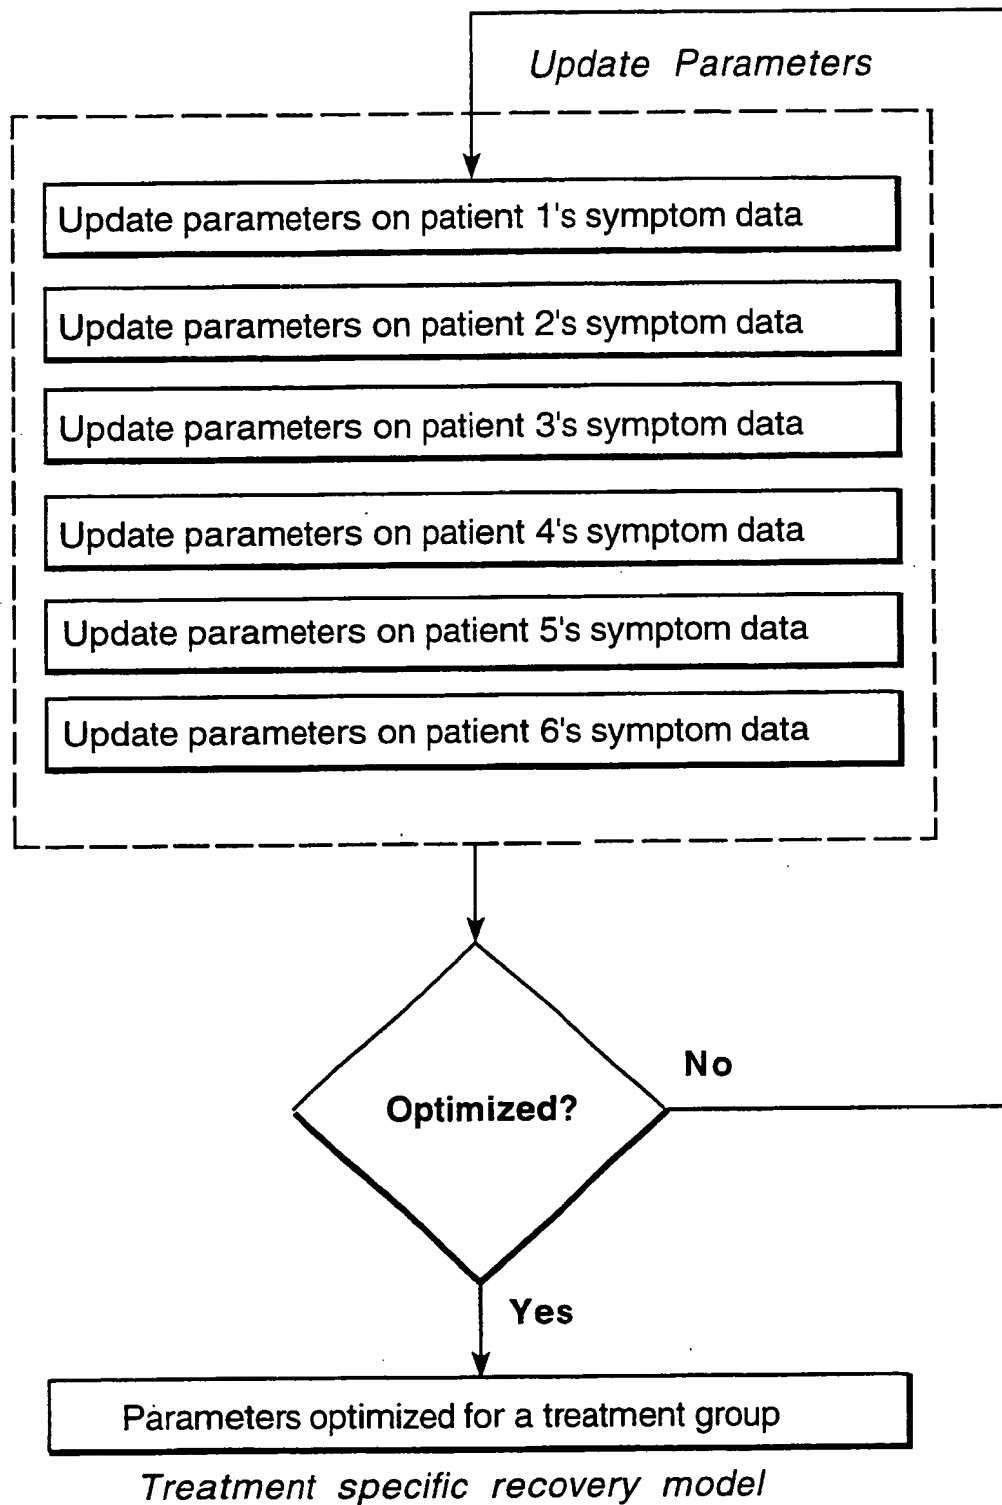 Update Parameters
Update parameters on patient 1's symptom data
Update parameters on patient 2's symptom data
Update parameters on patient 3's symptom data
Update parameters on patient 4's symptom data
Update parameters on patient 5's symptom data
Update parameters on patient 6's symptom data
No
Optimized?
Yes
Parameters optimized for a treatment group
Treatment specific recovery model